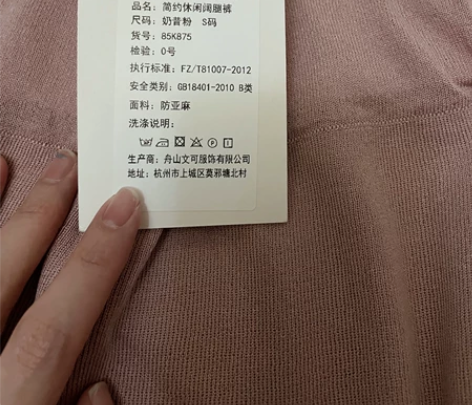 品名：简约休闲阔腿裤
尺码：奶昔粉 S码
货号：85K875
检验：0号
执行标准：FZ/T81007-2012
安全类别：GB18401-2010 B类
面料：防亚麻
洗涤说明：
生产商：舟山文可服饰有限公司
地址：杭州市上城区莫邪塘北村